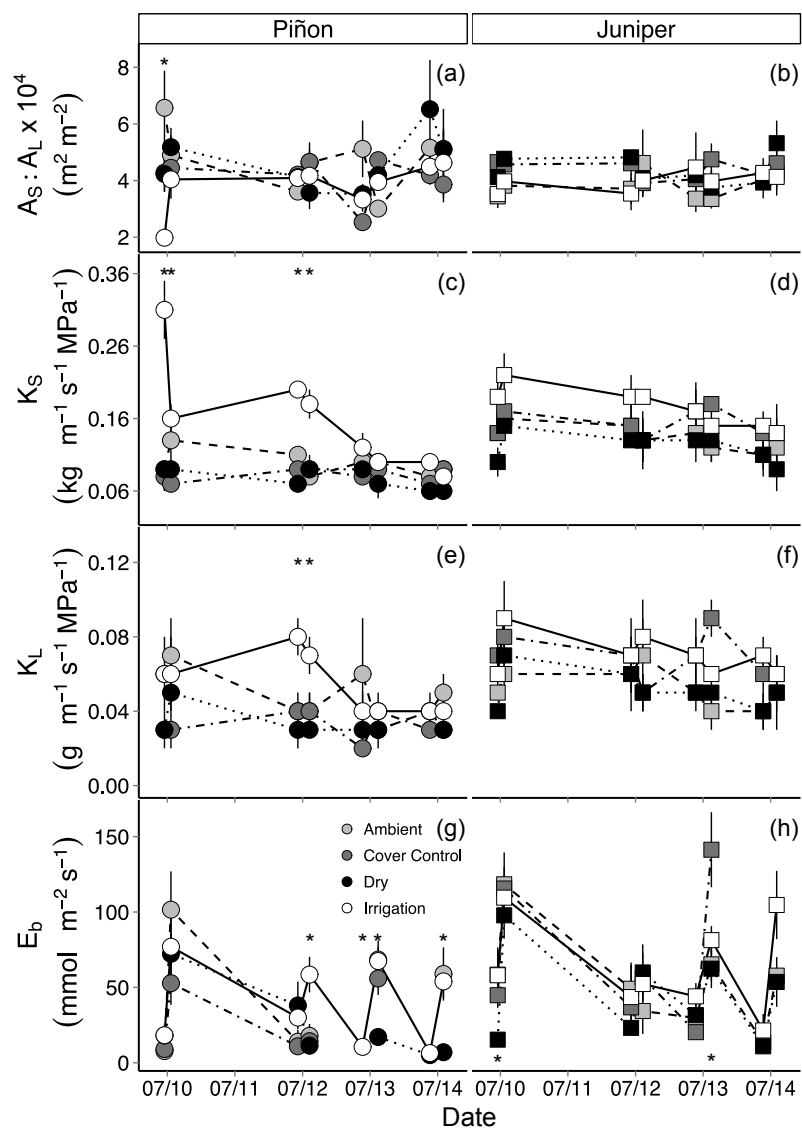 Piñon Juniper
(a) (b)
A_S : A_L x 10^4
(m^2 m^−2)
8
6
4
2
*
(c) (d)
K_S
(kg m^−1 s^−1 MPa^−1)
0.36
0.26
0.16
0.06
** **
(e) (f)
K_L
(g m^−1 s^−1 MPa^−1)
0.12
0.08
0.04
0.00
**
(g) (h)
E_b
(mmol m^−2 s^−1)
150
100
50
0
Ambient
Cover Control
Dry
Irrigation
* * * *
* *
07/10 07/11 07/12 07/13 07/14 07/10 07/11 07/12 07/13 07/14
Date